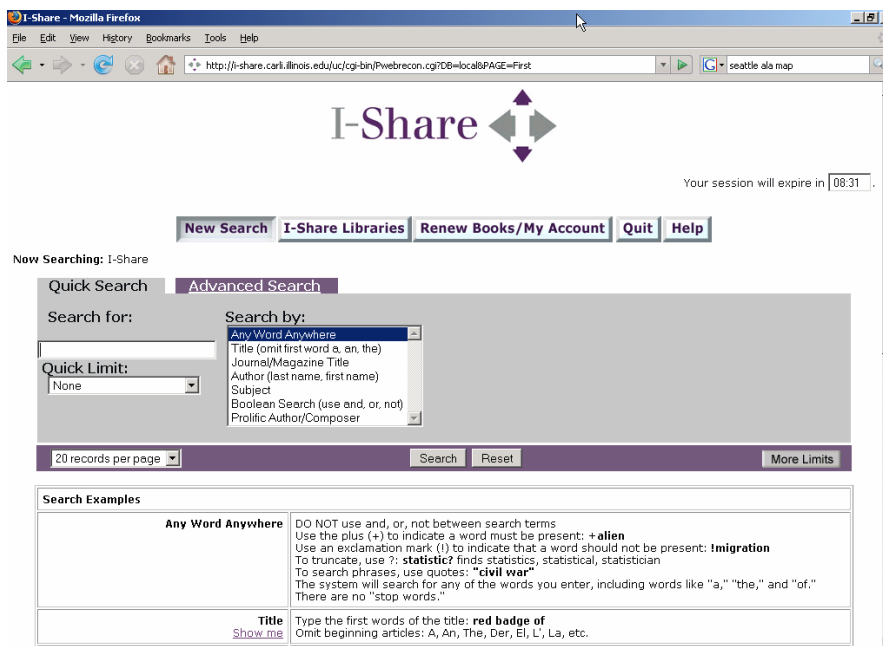 I-Share - Mozilla Firefox
File Edit View History Bookmarks Tools Help
http://i-share.carli.illinois.edu/uc/cgi-bin/Pwebrecon.cgi?DB=local&PAGE=First
G seattle ala map
I-Share
Your session will expire in 08:31 .
New Search I-Share Libraries Renew Books/My Account Quit Help
Now Searching: I-Share
Quick Search Advanced Search
Search for: Search by:
Any Word Anywhere
Title (omit first word a, an, the)
Journal/Magazine Title
Author (last name, first name)
Subject
Boolean Search (use and, or, not)
Prolific Author/Composer
Quick Limit:
None
20 records per page Search Reset More Limits
Search Examples
Any Word Anywhere DO NOT use and, or, not between search terms
Use the plus (+) to indicate a word must be present: +alien
Use an exclamation mark (!) to indicate that a word should not be present: !migration
To truncate, use ?: statistic? finds statistics, statistical, statistician
To search phrases, use quotes: "civil war"
The system will search for any of the words you enter, including words like "a," "the," and "of."
There are no "stop words."
Title Type the first words of the title: red badge of
Show me Omit beginning articles: A, An, The, Der, El, L', La, etc.